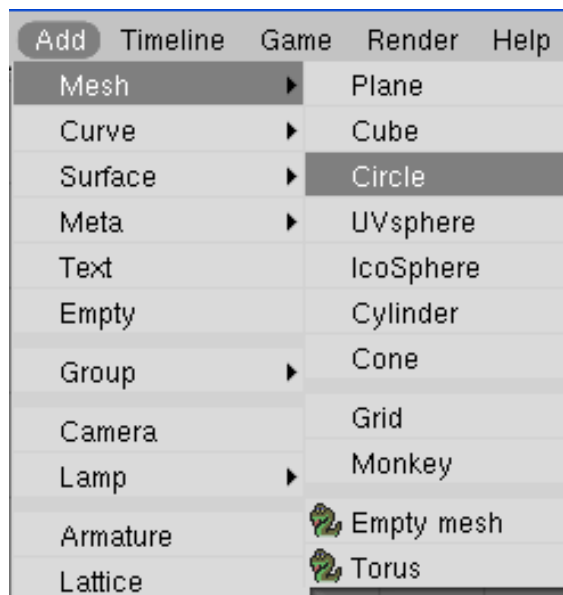 Add Timeline Game Render Help
Mesh
Curve
Surface
Meta
Text
Empty
Group
Camera
Lamp
Armature
Lattice
Plane
Cube
Circle
UVsphere
IcoSphere
Cylinder
Cone
Grid
Monkey
Empty mesh
Torus